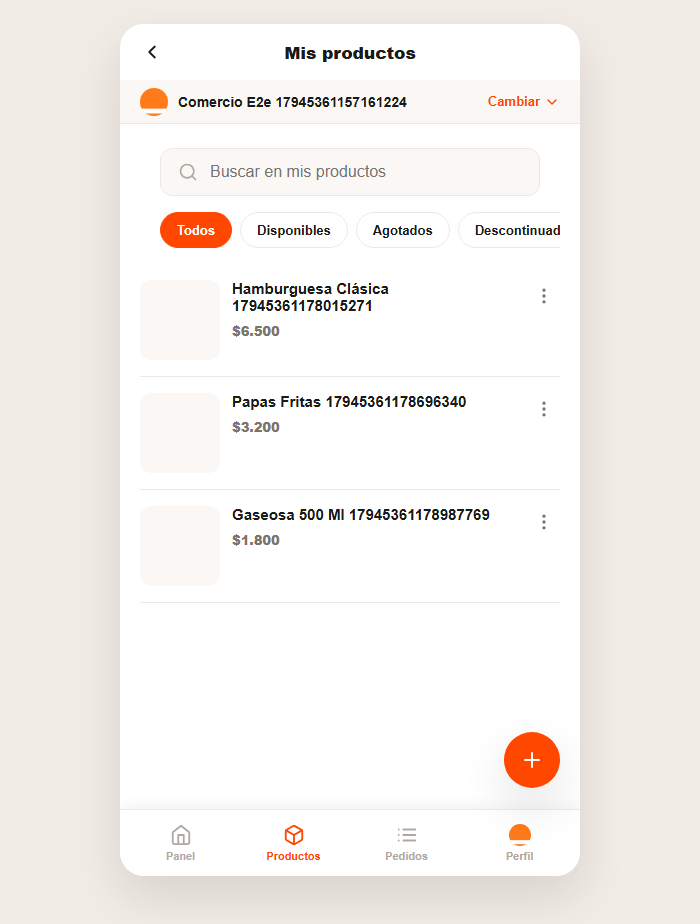 Mis productos
Comercio E2e 17945361157161224
Cambiar
Buscar en mis productos
Todos
Disponibles
Agotados
Descontinuad
Hamburguesa Clásica
17945361178015271
$6.500
Papas Fritas 17945361178696340
$3.200
Gaseosa 500 Ml 17945361178987769
$1.800
Panel
Productos
Pedidos
Perfil